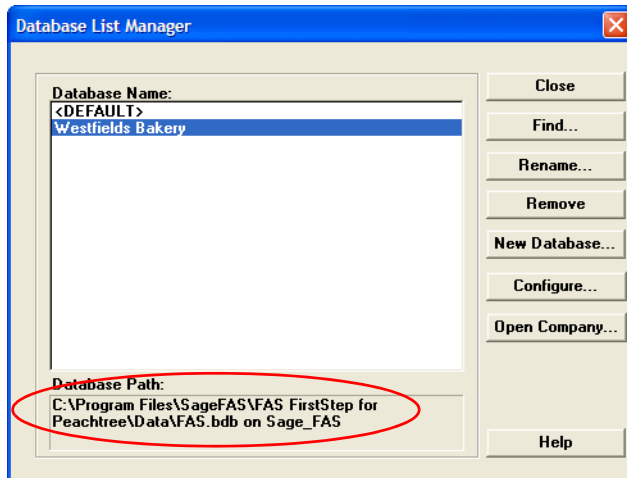 Database List Manager
Database Name:
<DEFAULT>
Westfields Bakery
Database Path:
C:\Program Files\SageFAS\FAS FirstStep for
Peachtree\Data\FAS.bdb on Sage_FAS
Close
Find...
Rename...
Remove
New Database...
Configure...
Open Company...
Help